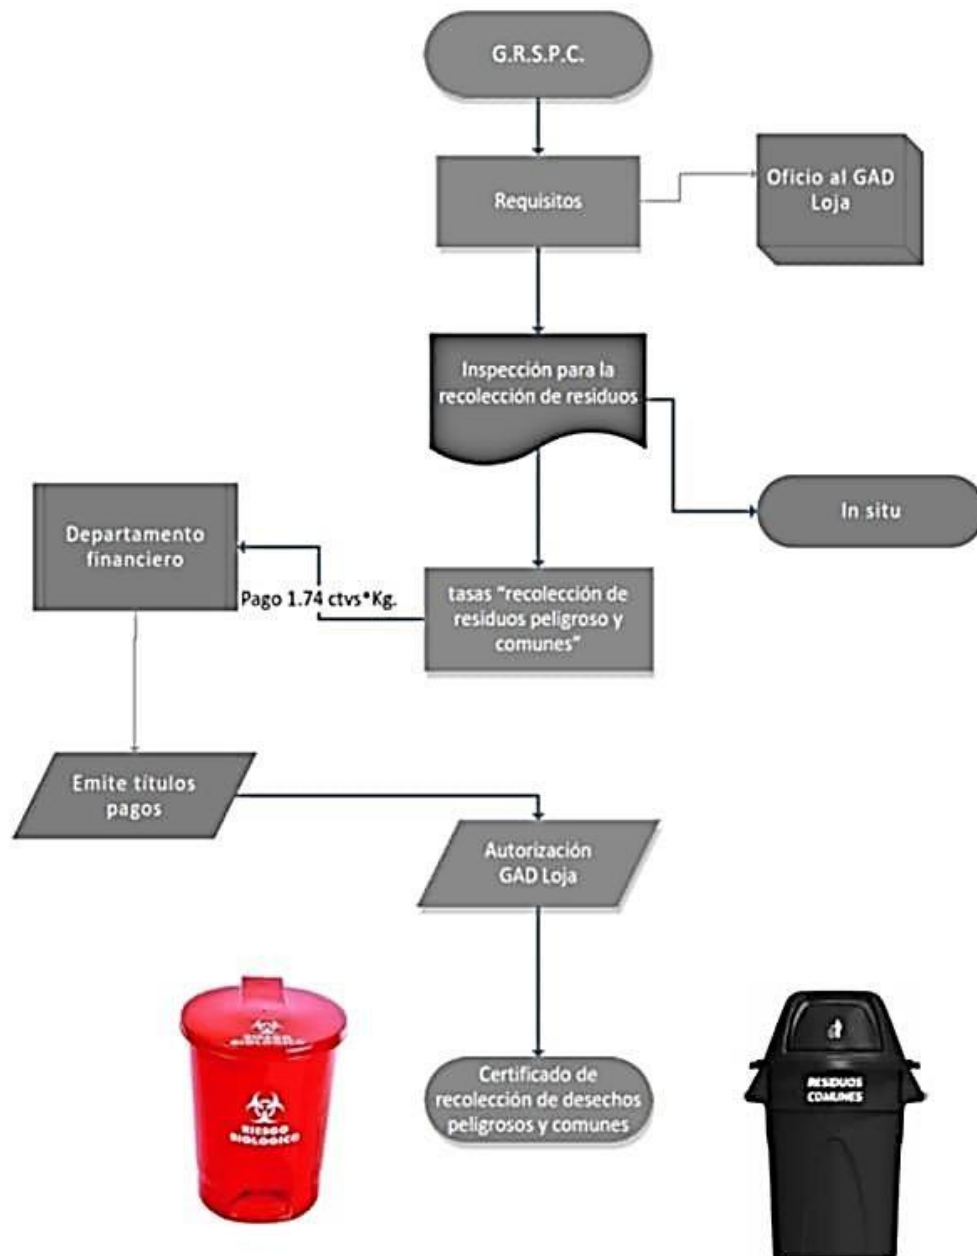 G.R.S.P.C.
Requisitos
Oficio al GAD
Loja
Inspección para la
recolección de residuos
In situ
Departamento
financiero
Pago 1.74 ctvs*Kg.
tasas "recolección de
residuos peligroso y
comunes"
Emite títulos
pagos
Autorización
GAD Loja
Certificado de
recolección de desechos
peligrosos y comunes
RIESGO
BIOLOGICO
RIESGO
BIOLOGICO
RESIDUOS
COMUNES